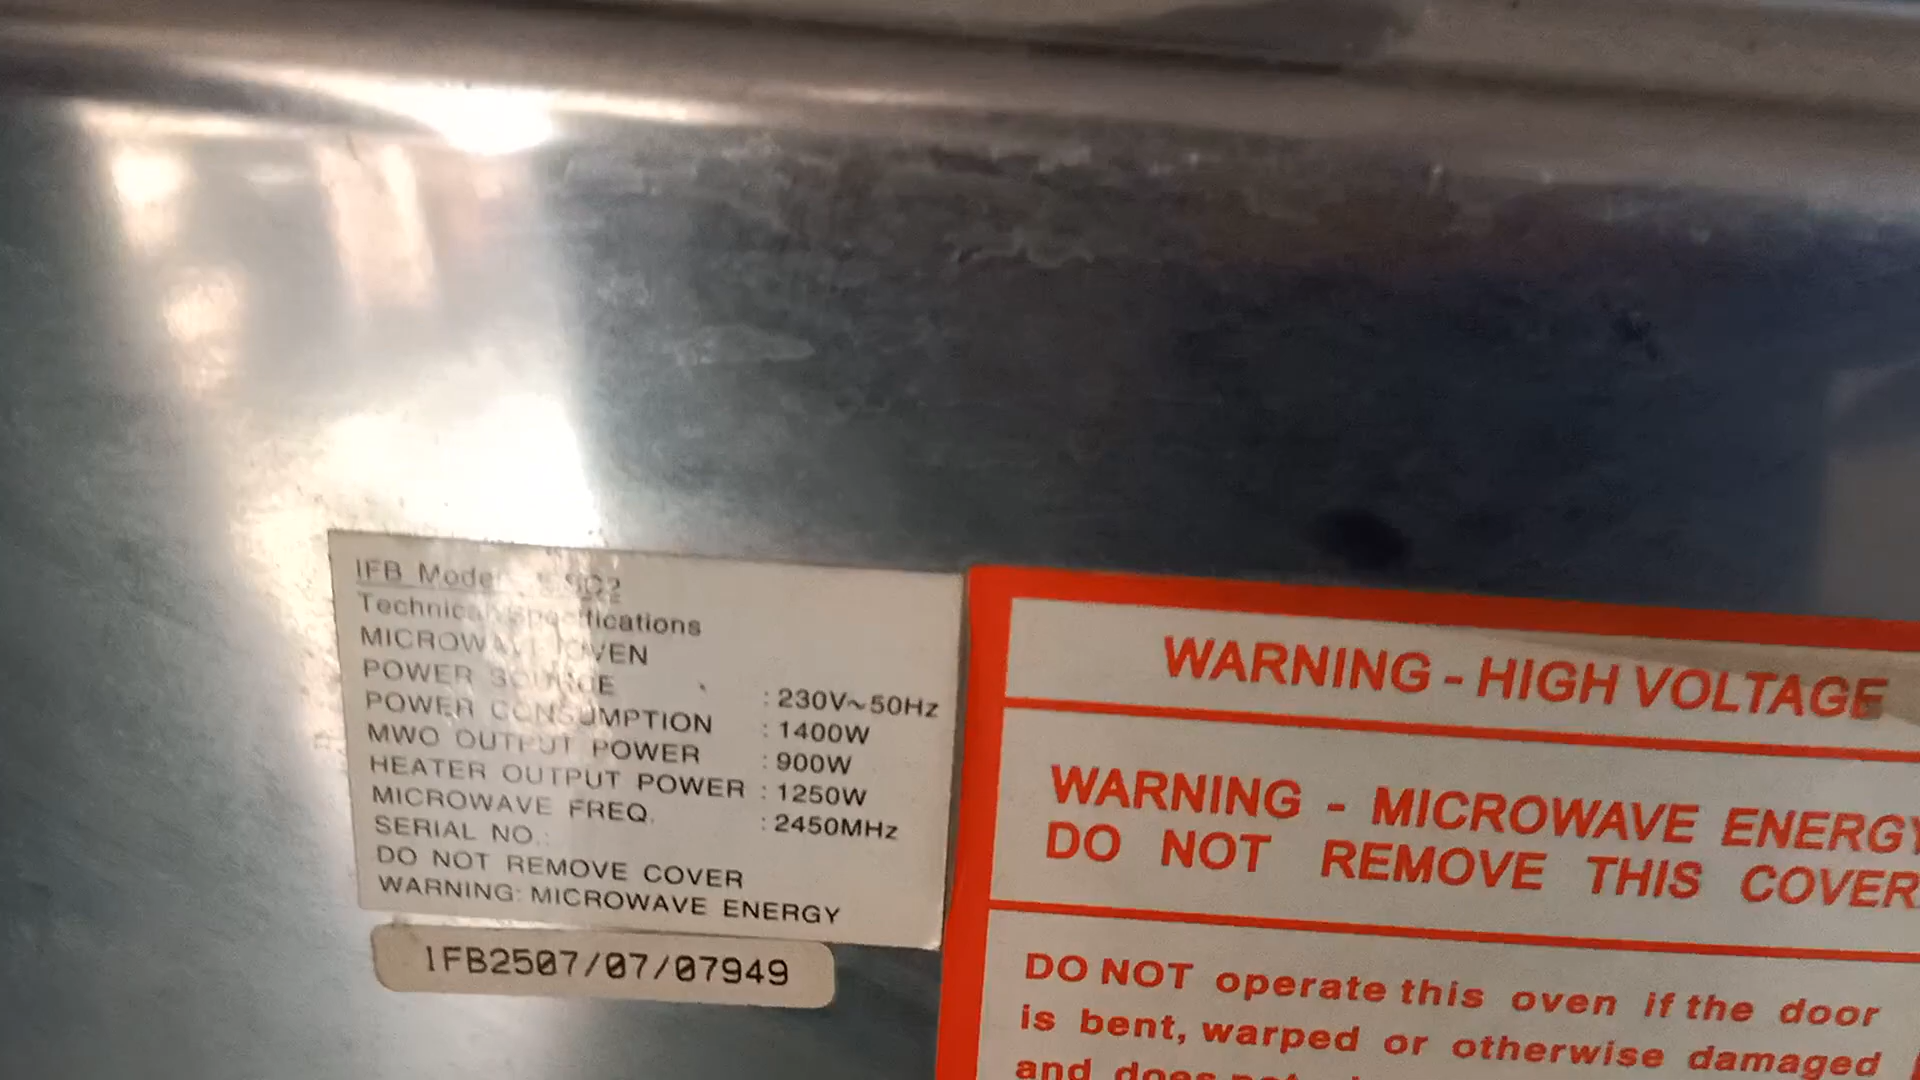 IFB Model
Technical Specifications
MICROWAVE OVEN
POWER SOURCE : 230V~50Hz
POWER CONSUMPTION : 1400W
MWO OUTPUT POWER : 900W
HEATER OUTPUT POWER : 1250W
MICROWAVE FREQ. : 2450MHz
SERIAL NO.:
DO NOT REMOVE COVER
WARNING: MICROWAVE ENERGY
IFB2507/07/07949
WARNING - HIGH VOLTAGE
WARNING - MICROWAVE ENERGY
DO NOT REMOVE THIS COVER
DO NOT operate this oven if the door
is bent, warped or otherwise damaged
and does not